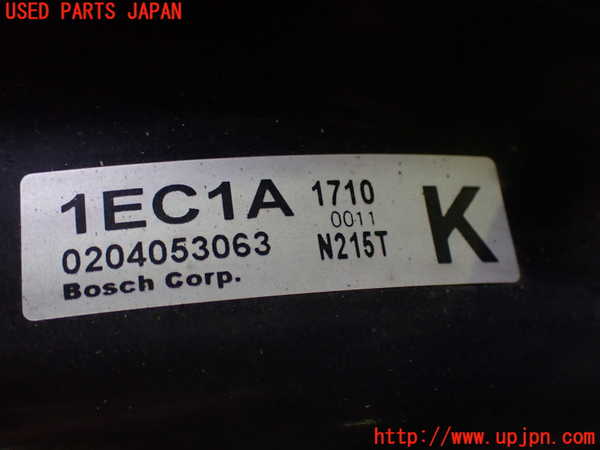 USED PARTS JAPAN
1EC1A 1710
0011
0204053063 N215T K
Bosch Corp.
http://www.upjpn.com/